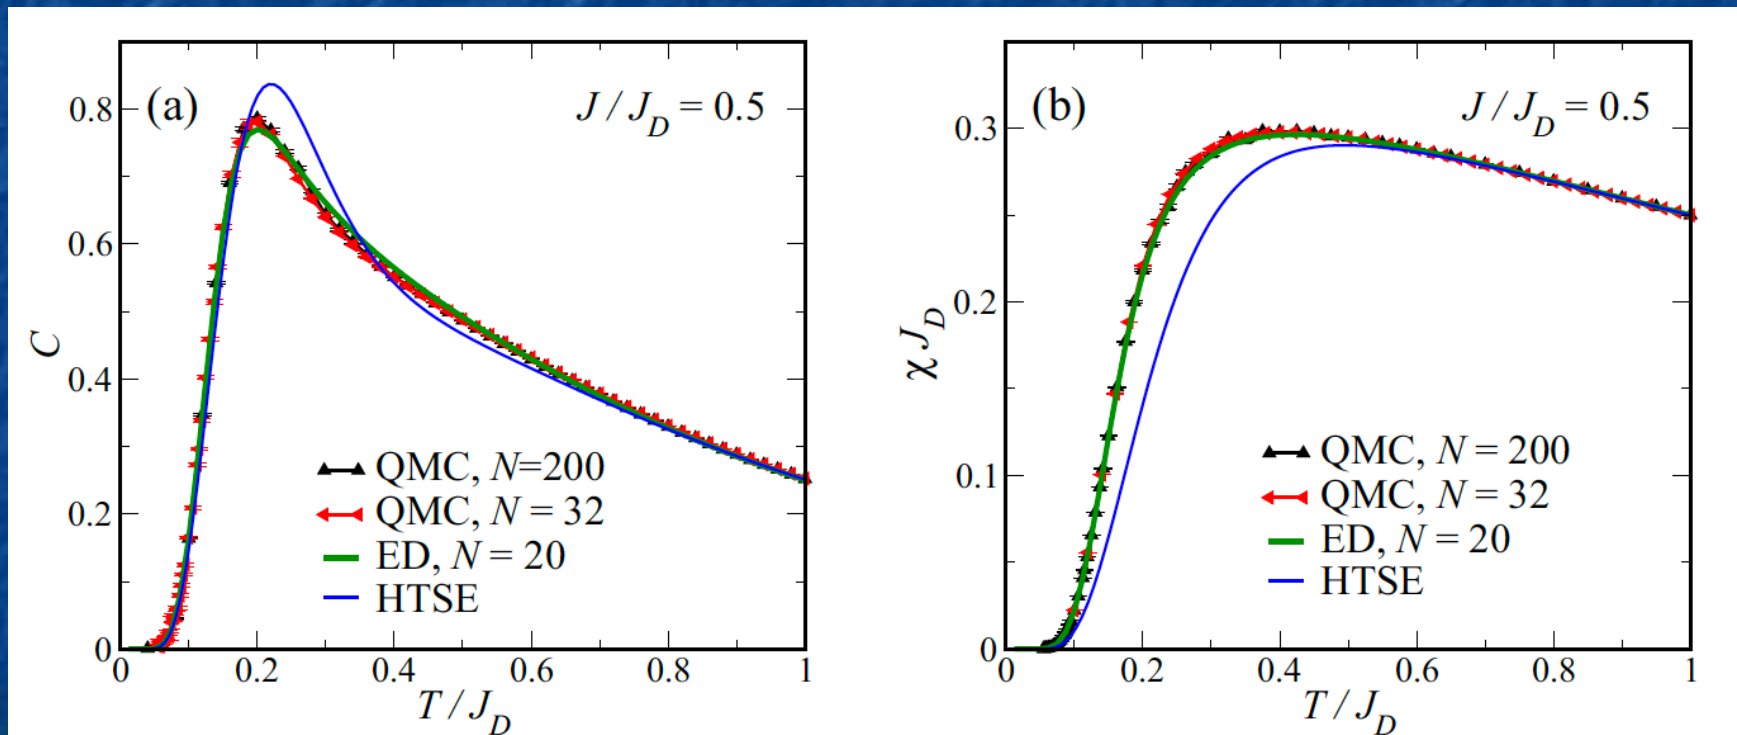 (a)
J / J_D = 0.5
0.8
0.6
0.4
0.2
0
C
QMC, N=200
QMC, N = 32
ED, N = 20
HTSE
0 0.2 0.4 0.6 0.8 1
T / J_D
(b)
J / J_D = 0.5
0.3
0.2
0.1
0
χ J_D
QMC, N = 200
QMC, N = 32
ED, N = 20
HTSE
0 0.2 0.4 0.6 0.8 1
T / J_D